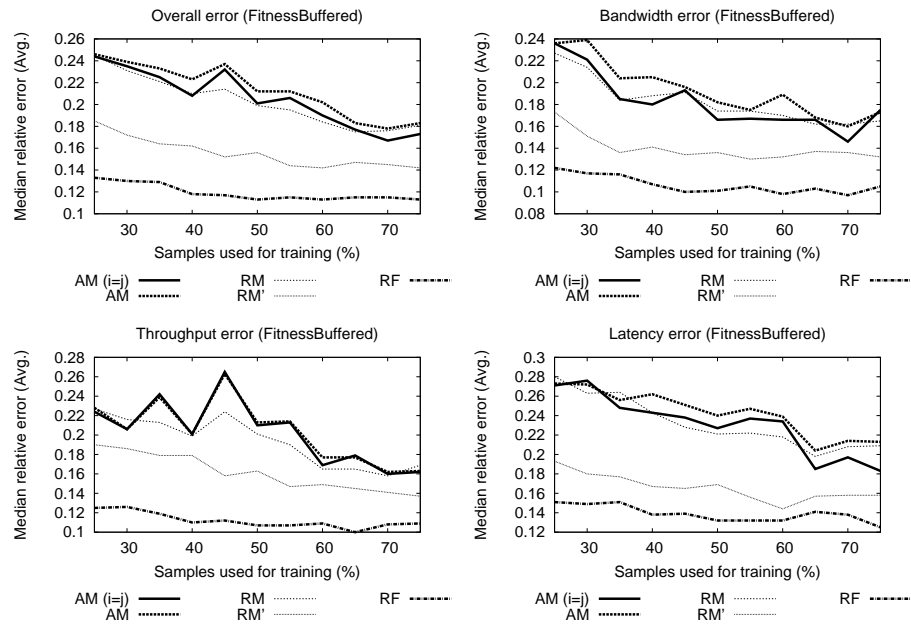 Overall error (FitnessBuffered)
Median relative error (Avg.)
0.26
0.24
0.22
0.2
0.18
0.16
0.14
0.12
0.1
30 40 50 60 70
Samples used for training (%)
AM (i=j) RM RF
AM RM'
Bandwidth error (FitnessBuffered)
Median relative error (Avg.)
0.24
0.22
0.2
0.18
0.16
0.14
0.12
0.1
0.08
30 40 50 60 70
Samples used for training (%)
AM (i=j) RM RF
AM RM'
Throughput error (FitnessBuffered)
Median relative error (Avg.)
0.28
0.26
0.24
0.22
0.2
0.18
0.16
0.14
0.12
0.1
30 40 50 60 70
Samples used for training (%)
AM (i=j) RM RF
AM RM'
Latency error (FitnessBuffered)
Median relative error (Avg.)
0.3
0.28
0.26
0.24
0.22
0.2
0.18
0.16
0.14
0.12
30 40 50 60 70
Samples used for training (%)
AM (i=j) RM RF
AM RM'